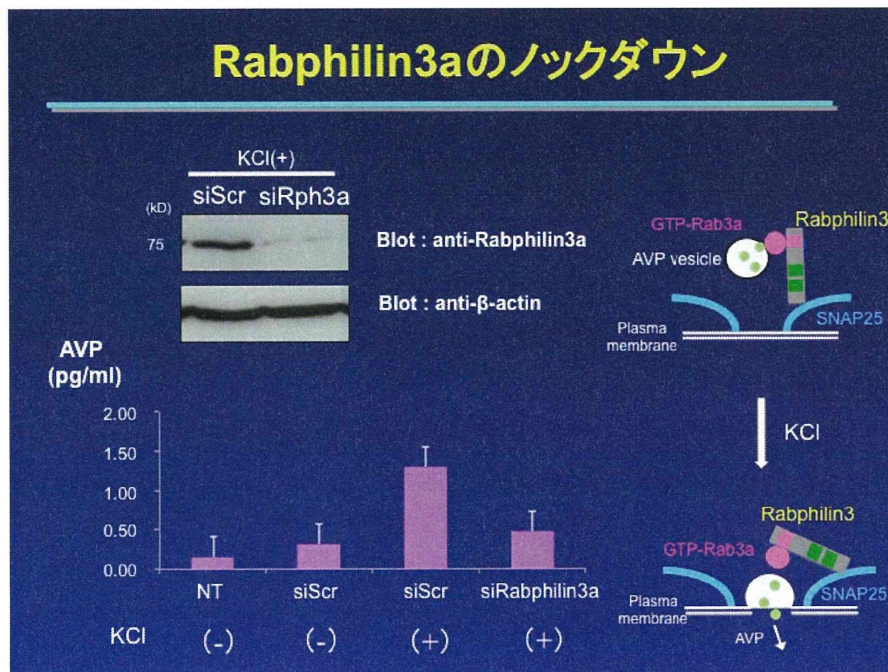 Rabphilin3aのノックダウン
KCl(+)
siScr siRph3a
(kD)
75
Blot : anti-Rabphilin3a
Blot : anti-β-actin
AVP
(pg/ml)
2.00
1.50
1.00
0.50
0.00
NT siScr siScr siRabphilin3a
KCl (-) (-) (+) (+)
Rabphilin3
GTP-Rab3a
AVP vesicle
SNAP25
Plasma
membrane
KCl
Rabphilin3
GTP-Rab3a
SNAP25
Plasma
membrane
AVP